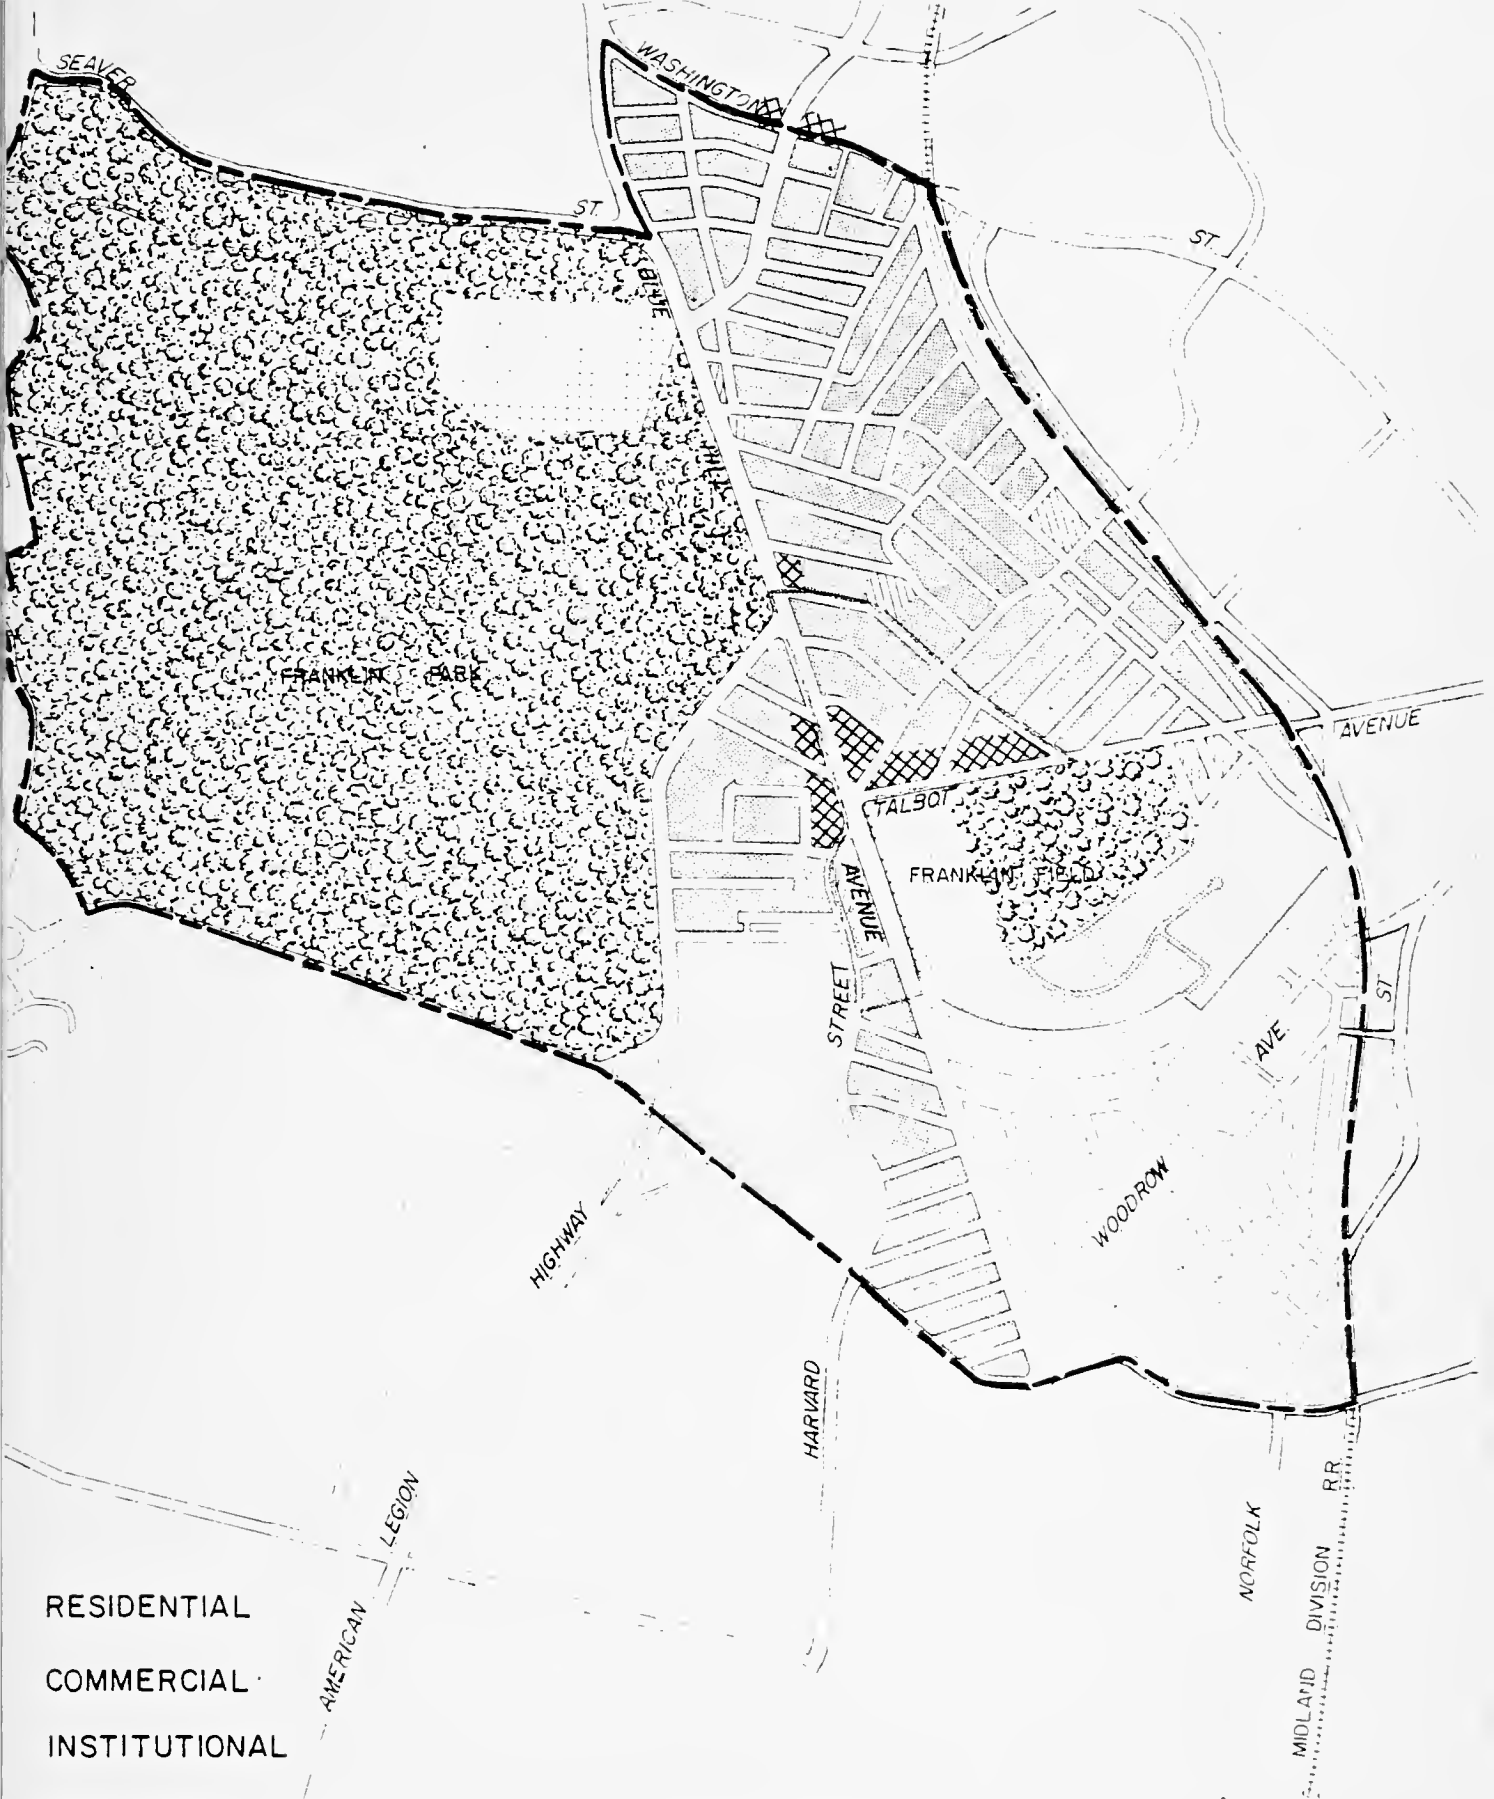 SEAVER
WASHINGTON
ST.
ST.
BLUE
HILL
FRANKLIN PARK
AVENUE
TALBOT
FRANKLIN FIELD
AVENUE
STREET
ST
AVE.
WOODROW
HIGHWAY
HARVARD
LEGION
R.R.
NORFOLK
DIVISION
RESIDENTIAL
AMERICAN
COMMERCIAL
MIDLAND
INSTITUTIONAL